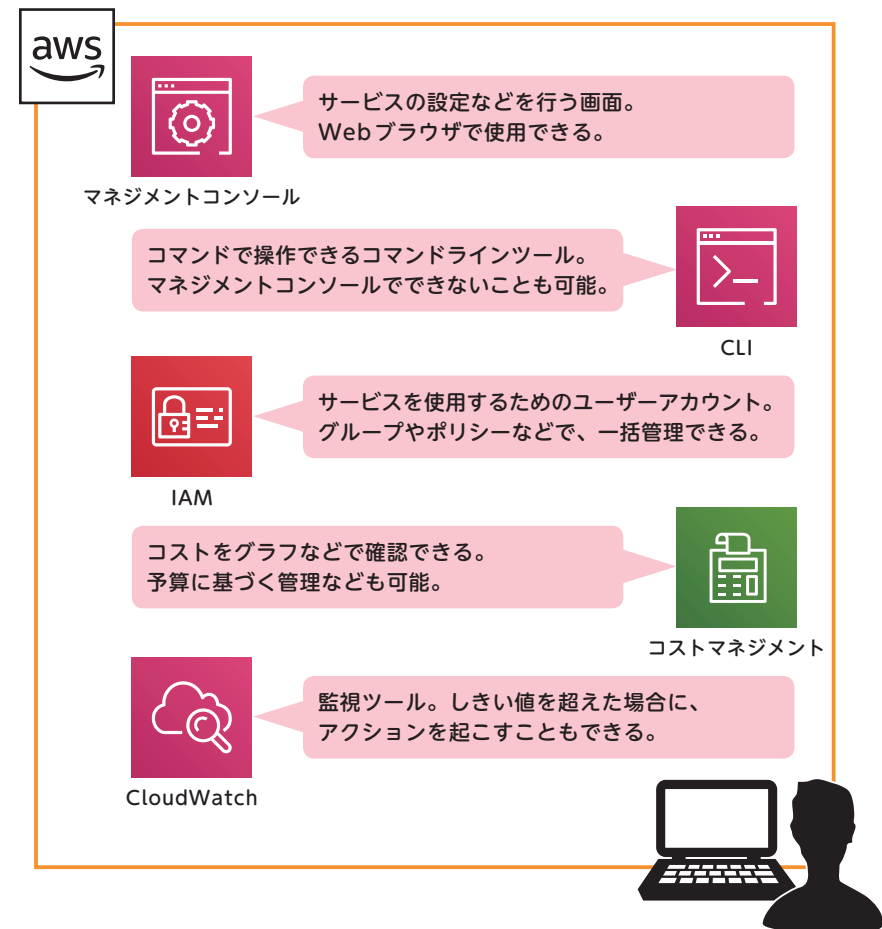 aws
サービスの設定などを行う画面。
Webブラウザで使用できる。
マネジメントコンソール
コマンドで操作できるコマンドラインツール。
マネジメントコンソールでできないことも可能。
CLI
サービスを使用するためのユーザーアカウント。
グループやポリシーなどで、一括管理できる。
IAM
コストをグラフなどで確認できる。
予算に基づく管理なども可能。
コストマネジメント
監視ツール。しきい値を超えた場合に、
アクションを起こすこともできる。
CloudWatch